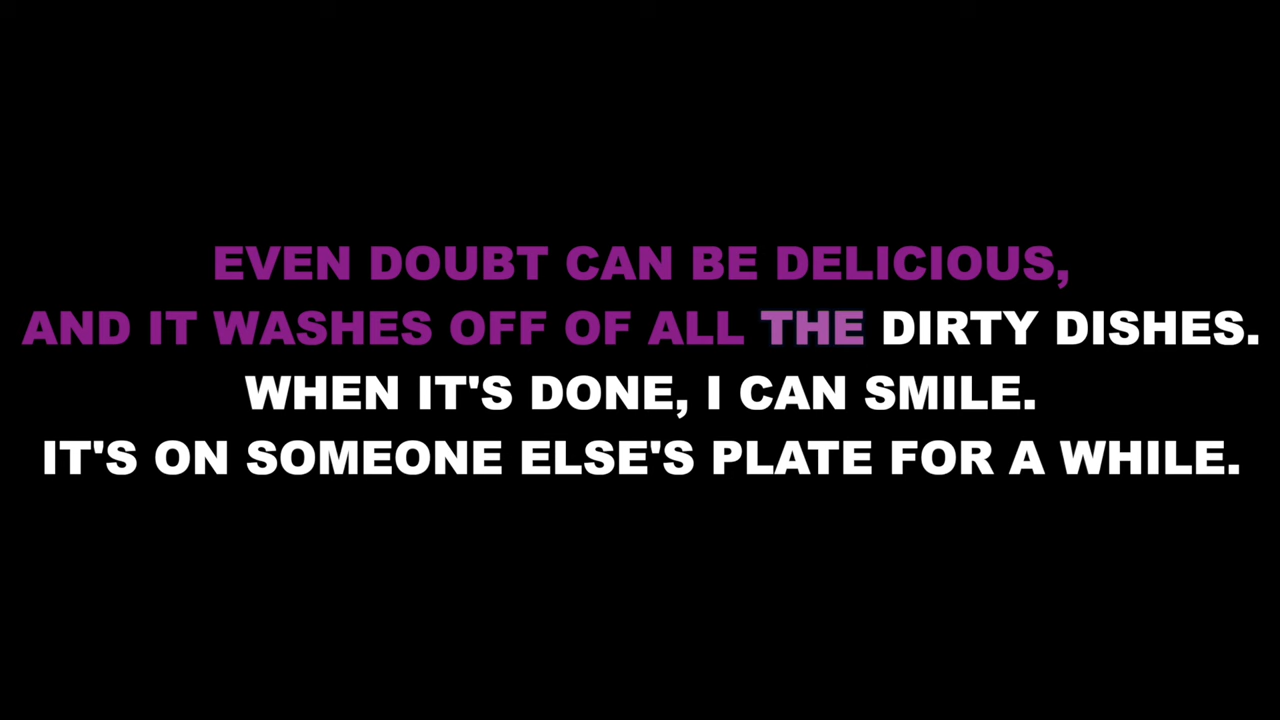 EVEN DOUBT CAN BE DELICIOUS,
AND IT WASHES OFF OF ALL THE DIRTY DISHES.
WHEN IT'S DONE, I CAN SMILE.
IT'S ON SOMEONE ELSE'S PLATE FOR A WHILE.